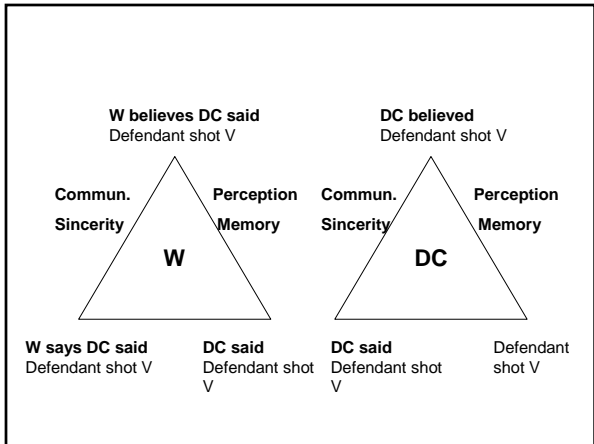 W believes DC said
Defendant shot V
DC believed
Defendant shot V
Commun.
Sincerity
Perception
Memory
W
Commun.
Sincerity
Perception
Memory
DC
W says DC said
Defendant shot V
DC said
Defendant shot
V
DC said
Defendant shot
V
Defendant
shot V